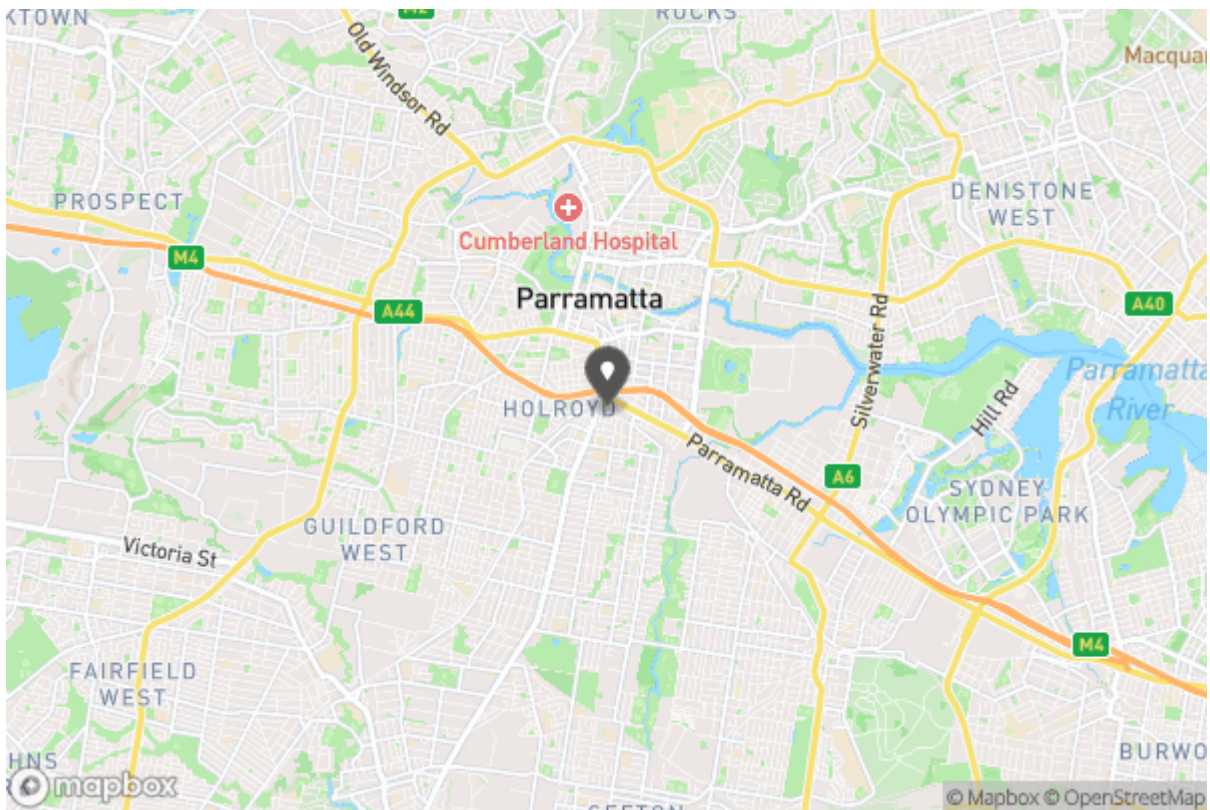 KTOWN
M2
ROCKS
Old Windsor Rd
Macquar
PROSPECT
DENISTONE
WEST
M4
Cumberland Hospital
A44
Parramatta
A40
Silverwater Rd
Parramatta
River
HOLROYD
Hill Rd
Parramatta Rd
A6
SYDNEY
OLYMPIC PARK
GUILDFORD
WEST
Victoria St
M4
FAIRFIELD
WEST
BURWO
HNS
mapbox
© Mapbox © OpenStreetMap